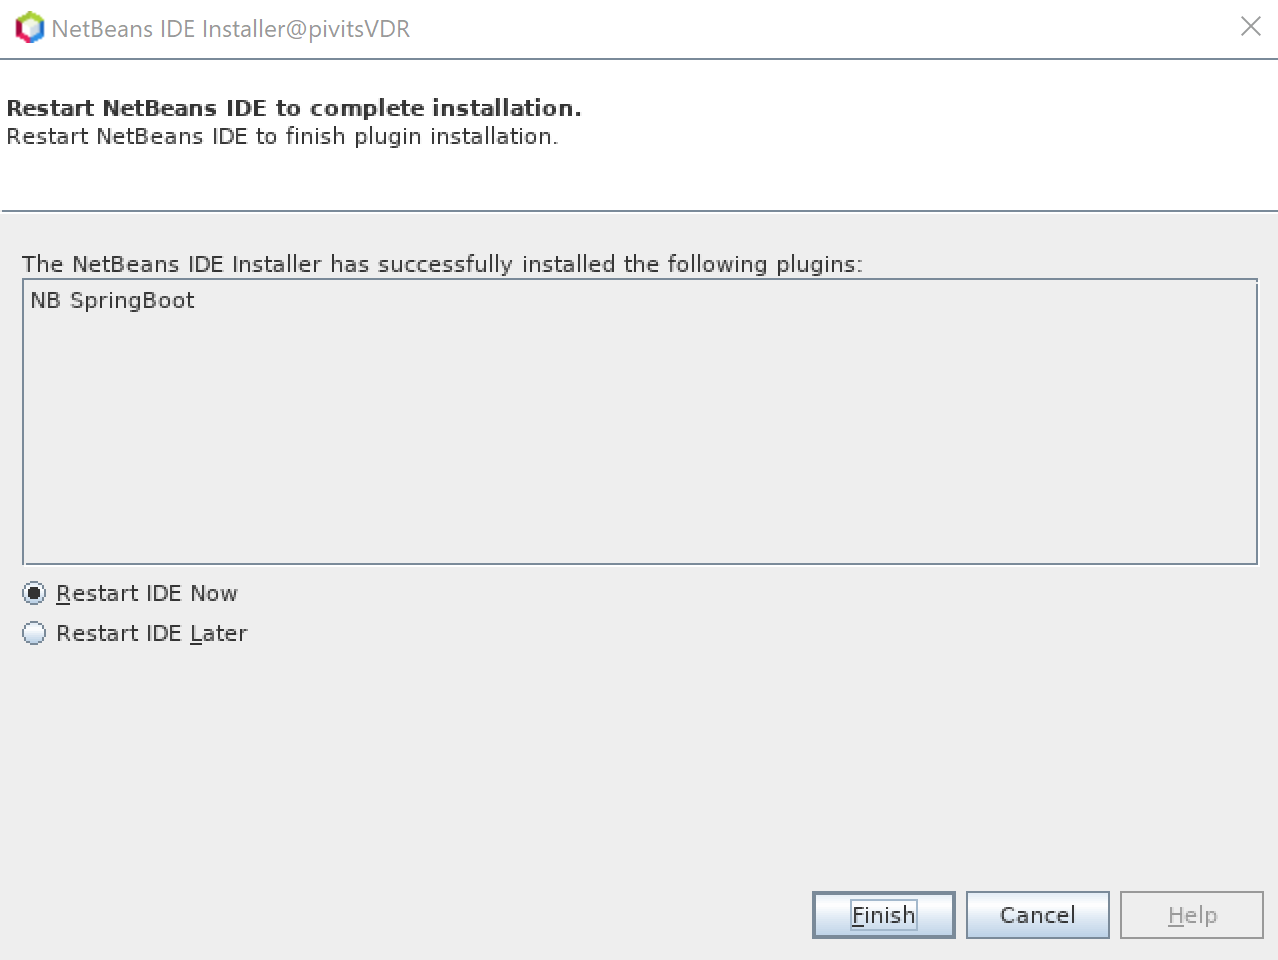 NetBeans IDE Installer@pivitsVDR
Restart NetBeans IDE to complete installation.
Restart NetBeans IDE to finish plugin installation.
The NetBeans IDE Installer has successfully installed the following plugins:
NB SpringBoot
Restart IDE Now
Restart IDE Later
Finish Cancel Help